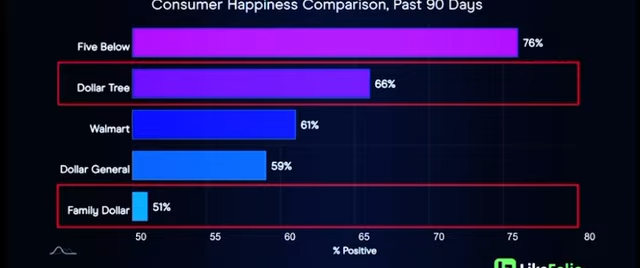 Consumer Happiness Comparison, Past 90 Days
Five Below 76%
Dollar Tree 66%
Walmart 61%
Dollar General 59%
Family Dollar 51%
50 55 60 65 70 75 80
% Positive
LikeFolio